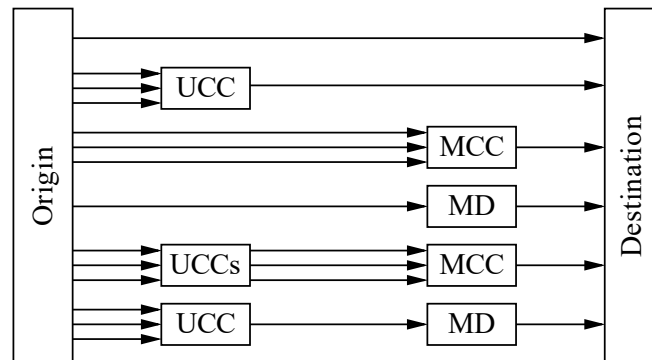 Origin
UCC
MCC
MD
UCCs
MCC
UCC
MD
Destination